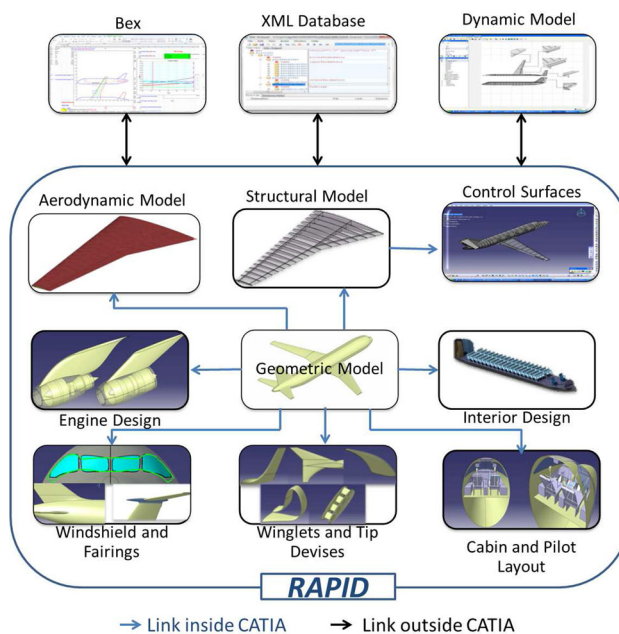 Bex
XML Database
Dynamic Model
Aerodynamic Model
Structural Model
Control Surfaces
Geometric Model
Engine Design
Interior Design
Windshield and
Fairings
Winglets and Tip
Devises
Cabin and Pilot
Layout
RAPID
Link inside CATIA
Link outside CATIA